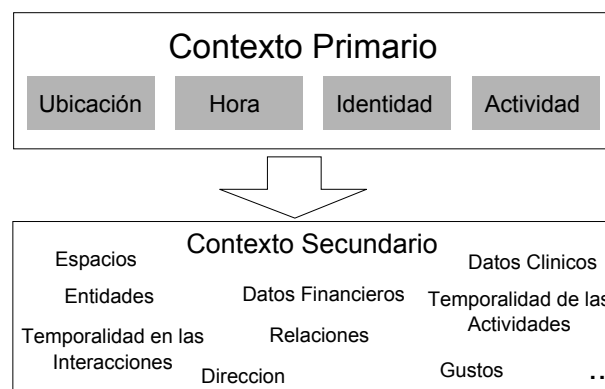 Contexto Primario
Ubicación
Hora
Identidad
Actividad
Contexto Secundario
Espacios
Datos Clinicos
Entidades
Datos Financieros
Temporalidad de las
Actividades
Temporalidad en las
Interacciones
Relaciones
Direccion
Gustos
...